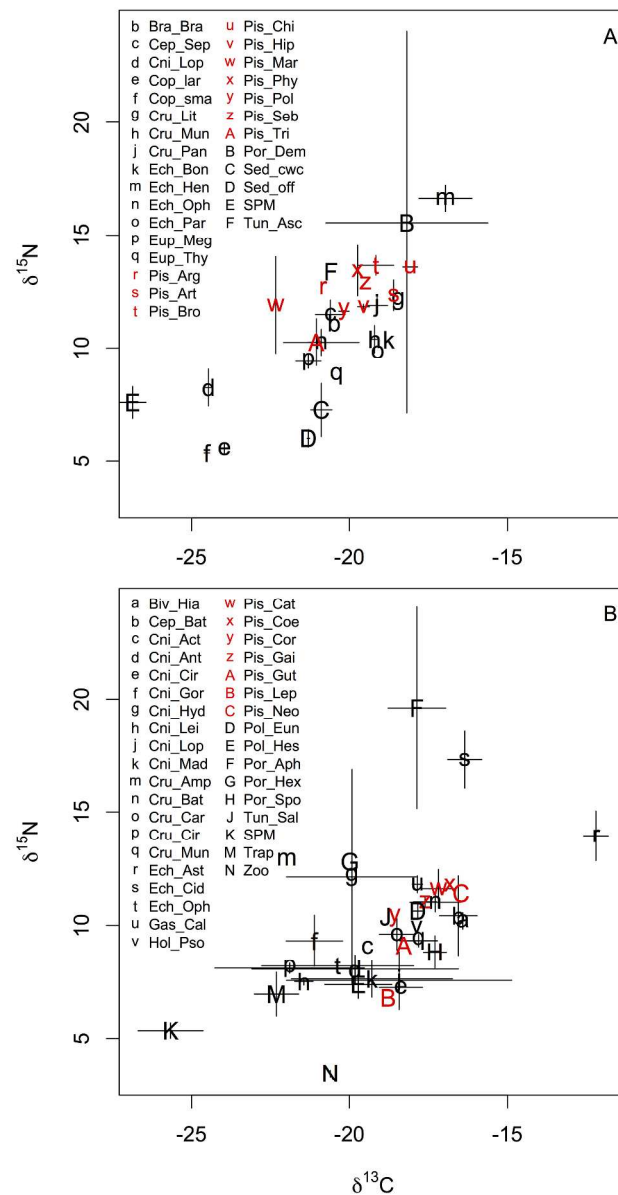 A
b Bra_Bra u Pis_Chi
c Cep_Sep v Pis_Hip
d Cni_Lop w Pis_Mar
e Cop_lar x Pis_Phy
f Cop_sma y Pis_Pol
g Cru_Lit z Pis_Seb
h Cru_Mun A Pis_Tri
j Cru_Pan B Por_Dem
k Ech_Bon C Sed_cwc
m Ech_Hen D Sed_off
n Ech_Oph E SPM
o Ech_Par F Tun_Asc
p Eup_Meg
q Eup_Thy
r Pis_Arg
s Pis_Art
t Pis_Bro
20
15
10
5
δ15N
m
B
F x t u
w r z s g
c y v j
b
A n h k
p o
q
E d
C
D
f e
-25 -20 -15
B
a Biv_Hia w Pis_Cat
b Cep_Bat x Pis_Coe
c Cni_Act y Pis_Cor
d Cni_Ant z Pis_Gai
e Cni_Cir A Pis_Gut
f Cni_Gor B Pis_Lep
g Cni_Hyd C Pis_Neo
h Cni_Lei D Pol_Eun
j Cni_Lop E Pol_Hes
k Cni_Mad F Por_Aph
m Cru_Amp G Por_Hex
n Cru_Bat H Por_Spo
o Cru_Car J Tun_Sal
p Cru_Cir K SPM
q Cru_Mun M Trap
r Ech_Ast N Zoo
s Ech_Cid
t Ech_Oph
u Gas_Cal
v Hol_Pso
20
15
10
5
δ15N
F
s
r
m G
g u w x C
z
J y D b
v
f c A H
p t
k
M E e
B
K
N
-25 -20 -15
δ13C